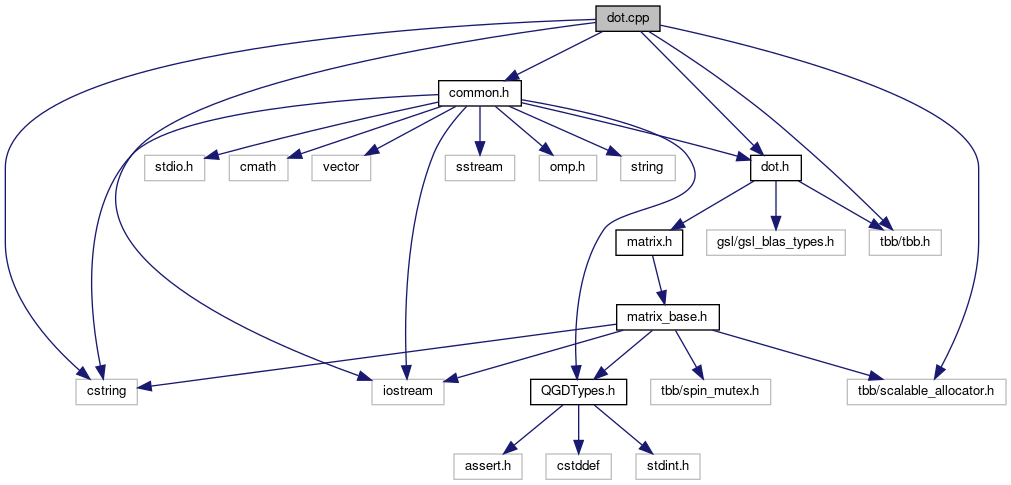 dot.cpp
common.h
stdio.h
cmath
vector
sstream
omp.h
string
dot.h
matrix.h
gsl/gsl_blas_types.h
tbb/tbb.h
matrix_base.h
cstring
iostream
QGDTypes.h
tbb/spin_mutex.h
tbb/scalable_allocator.h
assert.h
cstddef
stdint.h